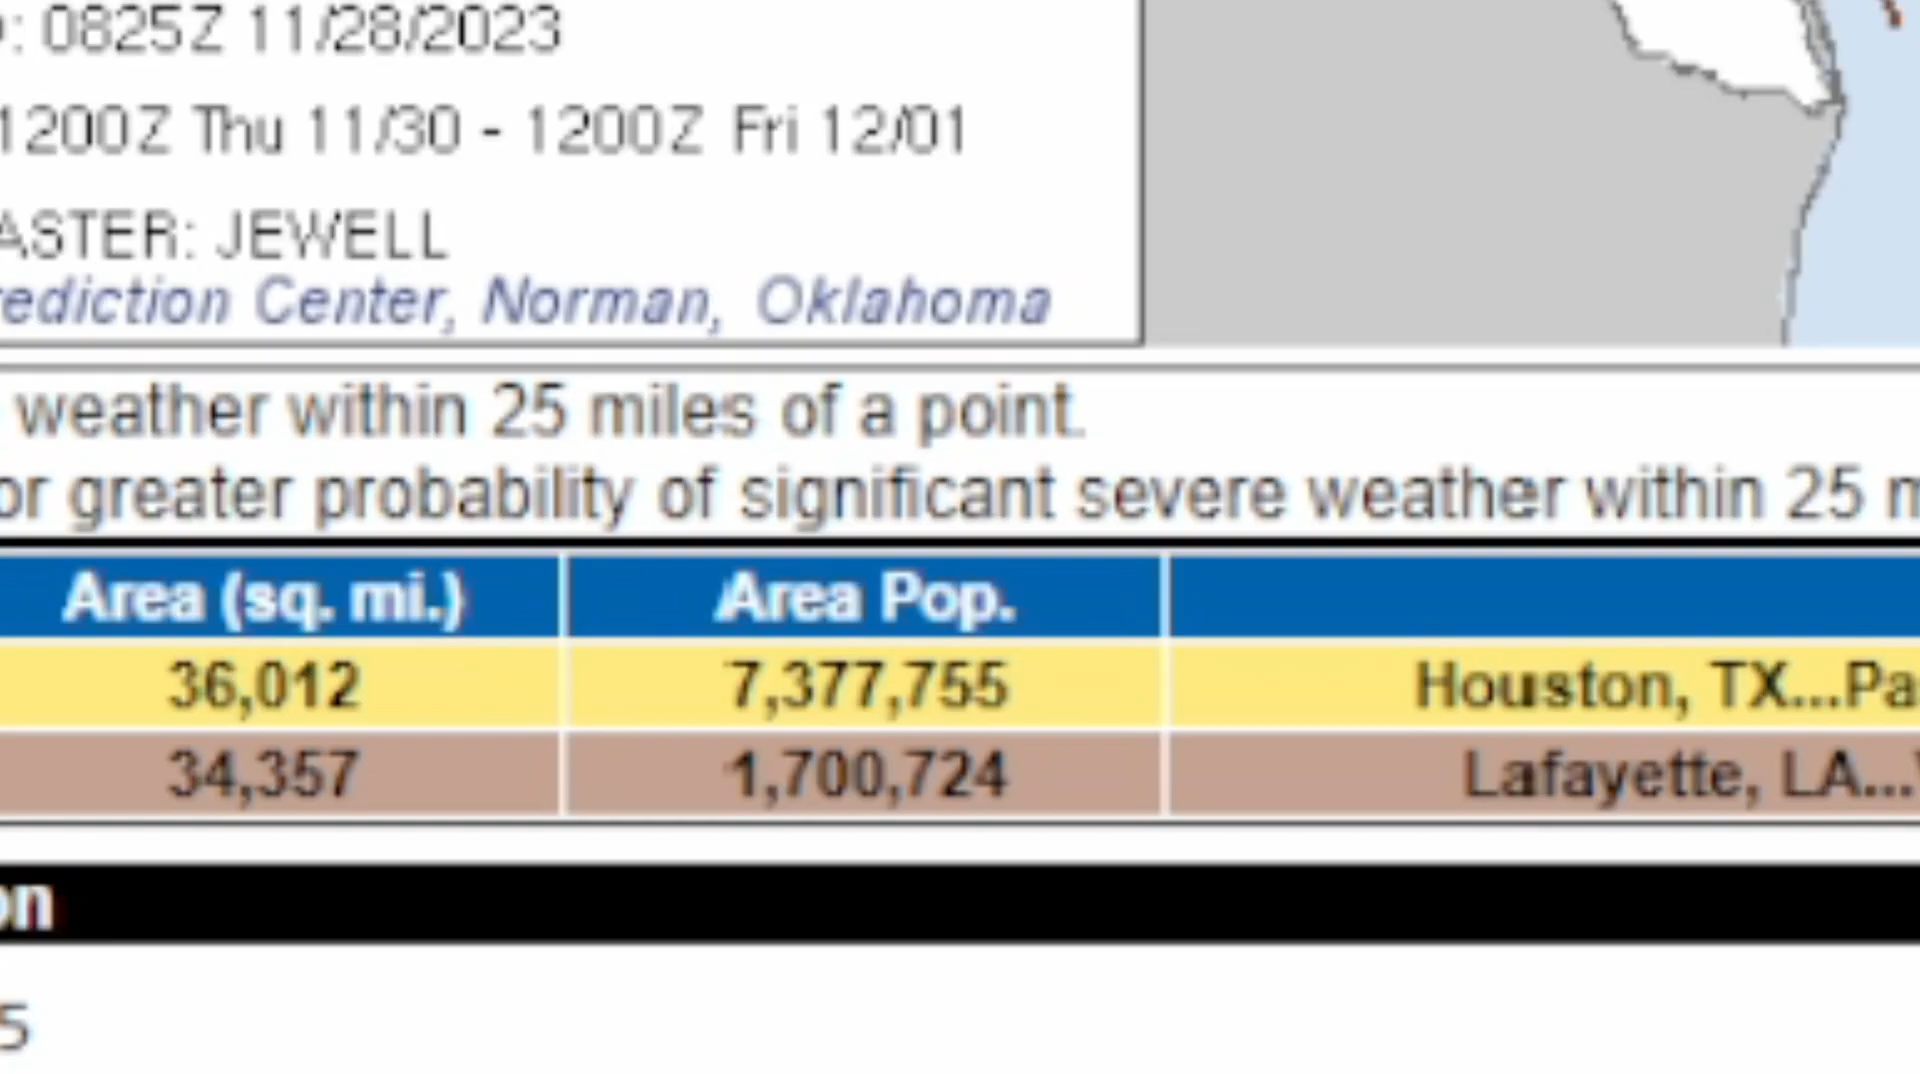 : 0825Z 11/28/2023
1200Z Thu 11/30 - 1200Z Fri 12/01
ASTER: JEWELL
rediction Center, Norman, Oklahoma
weather within 25 miles of a point.
or greater probability of significant severe weather within 25 m
Area (sq. mi.) Area Pop.
36,012 7,377,755 Houston, TX...Pa
34,357 1,700,724 Lafayette, LA...
on
5